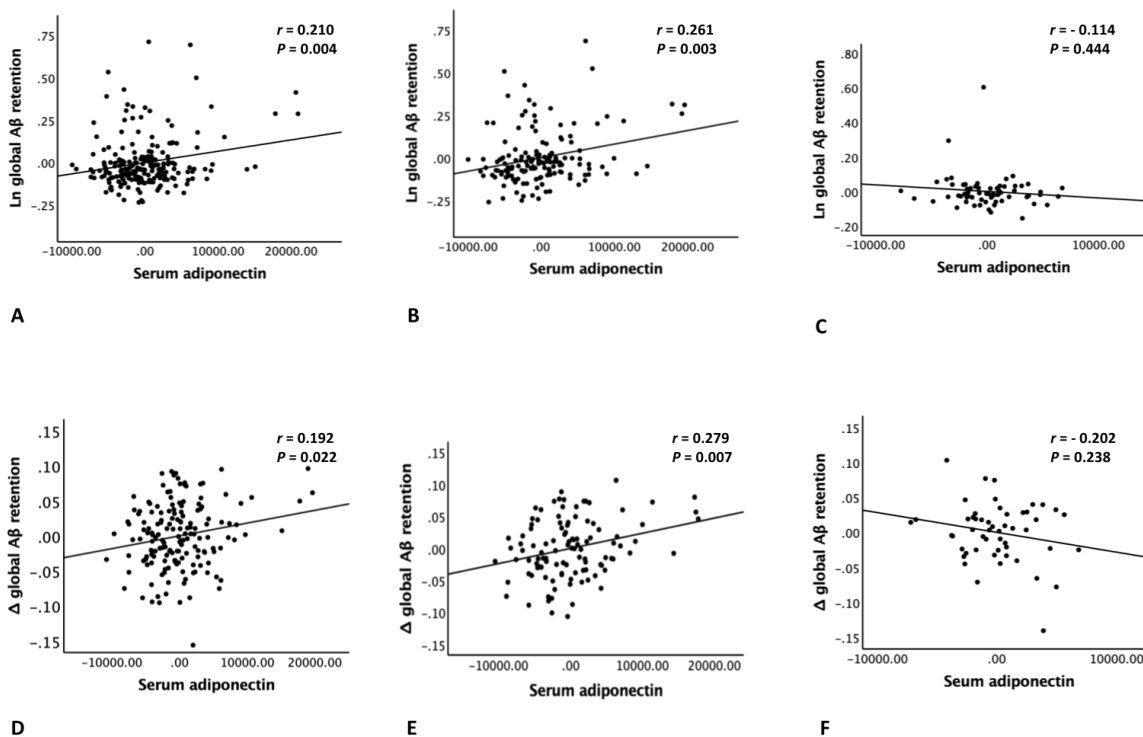 r = 0.210
P = 0.004
Ln global Aβ retention
.75
.50
.25
.00
-.25
-10000.00 .00 10000.00 20000.00
Serum adiponectin
A
r = 0.261
P = 0.003
Ln global Aβ retention
.75
.50
.25
.00
-.25
-10000.00 .00 10000.00 20000.00
Serum adiponectin
B
r = - 0.114
P = 0.444
Ln global Aβ retention
.80
.60
.40
.20
.00
-.20
-10000.00 .00 10000.00
Serum adiponectin
C
r = 0.192
P = 0.022
Δ global Aβ retention
.15
.10
.05
.00
-.05
-.10
-.15
-10000.00 .00 10000.00 20000.00
Serum adiponectin
D
r = 0.279
P = 0.007
Δ global Aβ retention
.15
.10
.05
.00
-.05
-.10
-.15
-10000.00 .00 10000.00 20000.00
Serum adiponectin
E
r = - 0.202
P = 0.238
Δ global Aβ retention
.15
.10
.05
.00
-.05
-.10
-.15
-10000.00 .00 10000.00
Seum adiponectin
F